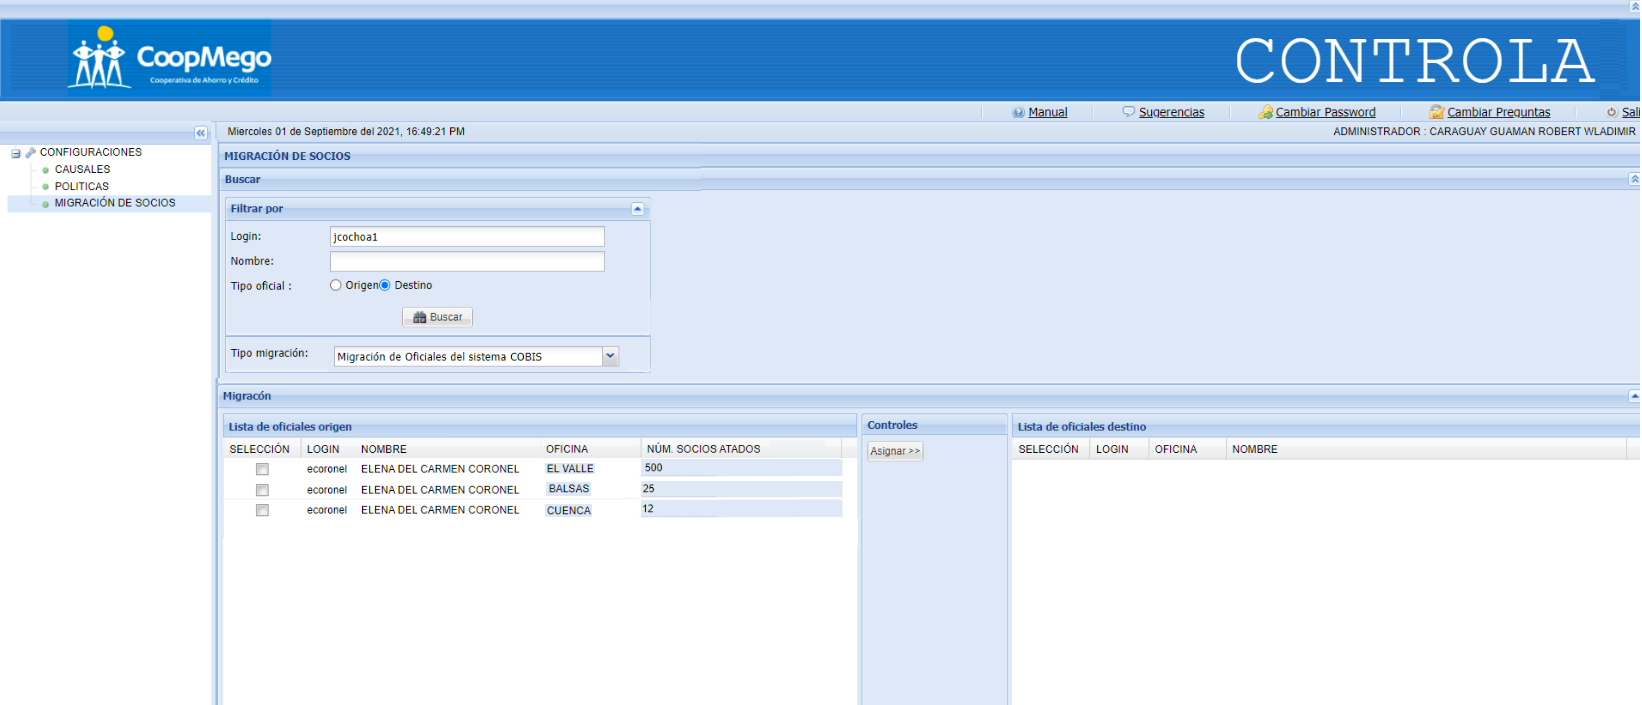 CoopMego
Cooperativa de Ahorro y Crédito
CONTROLA
Manual Sugerencias Cambiar Password Cambiar Preguntas Sali
Miercoles 01 de Septiembre del 2021, 16:49:21 PM
ADMINISTRADOR : CARAGUAY GUAMAN ROBERT WLADIMIR
CONFIGURACIONES
CAUSALES
POLITICAS
MIGRACIÓN DE SOCIOS
MIGRACIÓN DE SOCIOS
Buscar
Filtrar por
Login: jcochoa1
Nombre:
Tipo oficial : Origen Destino
Buscar
Tipo migración: Migración de Oficiales del sistema COBIS
Migracón
Lista de oficiales origen
SELECCIÓN LOGIN NOMBRE OFICINA NÚM. SOCIOS ATADOS
ecoronel ELENA DEL CARMEN CORONEL EL VALLE 500
ecoronel ELENA DEL CARMEN CORONEL BALSAS 25
ecoronel ELENA DEL CARMEN CORONEL CUENCA 12
Controles
Asignar >>
Lista de oficiales destino
SELECCIÓN LOGIN OFICINA NOMBRE